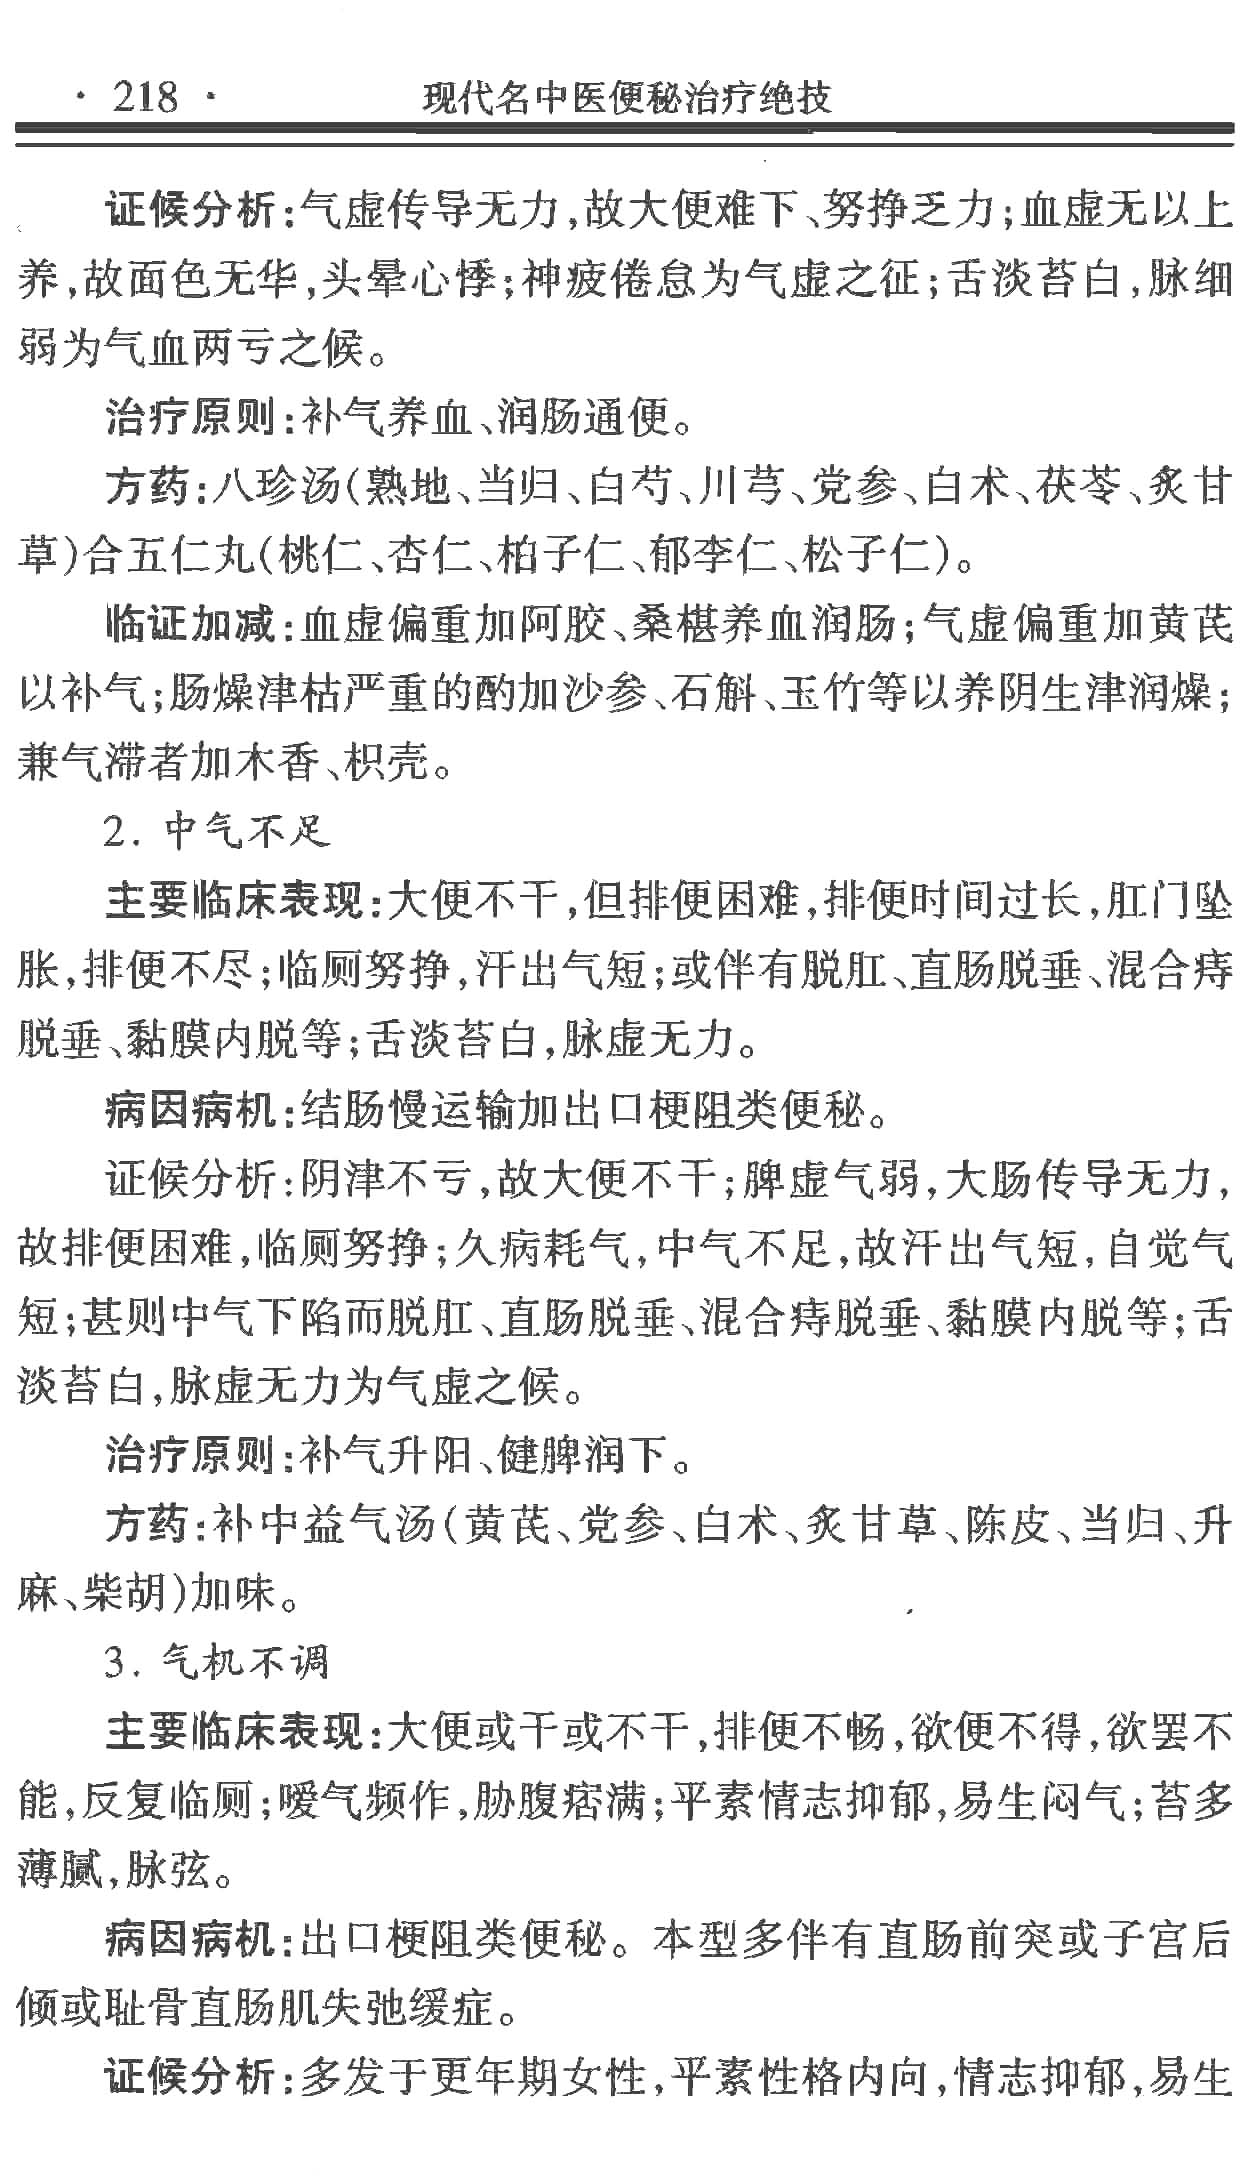 · 218 · 现代名中医便秘治疗绝技
证候分析:气虚传导无力,故大便难下、努挣乏力;血虚无以上
养,故面色无华,头晕心悸;神疲倦怠为气虚之征;舌淡苔白,脉细
弱为气血两亏之候。
治疗原则:补气养血、润肠通便。
方药:八珍汤(熟地、当归、白芍、川芎、党参、白术、茯苓、炙甘
草)合五仁丸(桃仁、杏仁、柏子仁、郁李仁、松子仁)。
临证加减:血虚偏重加阿胶、桑椹养血润肠;气虚偏重加黄芪
以补气;肠燥津枯严重的酌加沙参、石斛、玉竹等以养阴生津润燥;
兼气滞者加木香、枳壳。
2. 中气不足
主要临床表现:大便不干,但排便困难,排便时间过长,肛门坠
胀,排便不尽;临厕努挣,汗出气短;或伴有脱肛、直肠脱垂、混合痔
脱垂、黏膜内脱等;舌淡苔白,脉虚无力。
病因病机:结肠慢运输加出口梗阻类便秘。
证候分析:阴津不亏,故大便不干;脾虚气弱,大肠传导无力,
故排便困难,临厕努挣;久病耗气,中气不足,故汗出气短,自觉气
短;甚则中气下陷而脱肛、直肠脱垂、混合痔脱垂、黏膜内脱等;舌
淡苔白,脉虚无力为气虚之候。
治疗原则:补气升阳、健脾润下。
方药:补中益气汤(黄芪、党参、白术、炙甘草、陈皮、当归、升
麻、柴胡)加味。
3. 气机不调
主要临床表现:大便或干或不干,排便不畅,欲便不得,欲罢不
能,反复临厕;嗳气频作,胁腹痞满;平素情志抑郁,易生闷气;苔多
薄腻,脉弦。
病因病机:出口梗阻类便秘。本型多伴有直肠前突或子宫后
倾或耻骨直肠肌失弛缓症。
证候分析:多发于更年期女性,平素性格内向,情志抑郁,易生